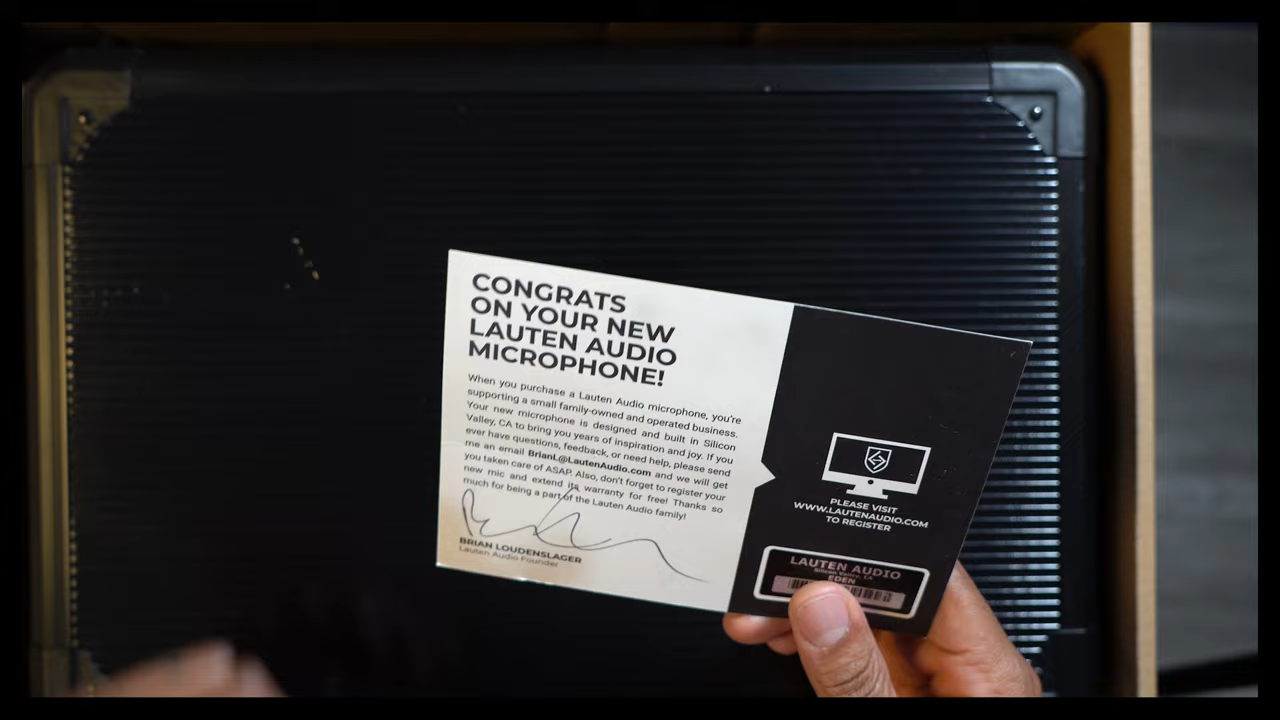 CONGRATS
ON YOUR NEW
LAUTEN AUDIO
MICROPHONE!
When you purchase a Lauten Audio microphone, you're
supporting a small family-owned and operated business.
Your new microphone is designed and built in Silicon
Valley, CA to bring you years of inspiration and joy. If you
ever have questions, feedback, or need help, please send
me an email BrianL@LautenAudio.com and we will get
you taken care of ASAP. Also, don't forget to register your
new mic and extend its warranty for free! Thanks so
much for being a part of the Lauten Audio family!
BRIAN LOUDENSLAGER
Lauten Audio Founder
PLEASE VISIT
WWW.LAUTENAUDIO.COM
TO REGISTER
LAUTEN AUDIO
Silicon Valley, CA
EDEN